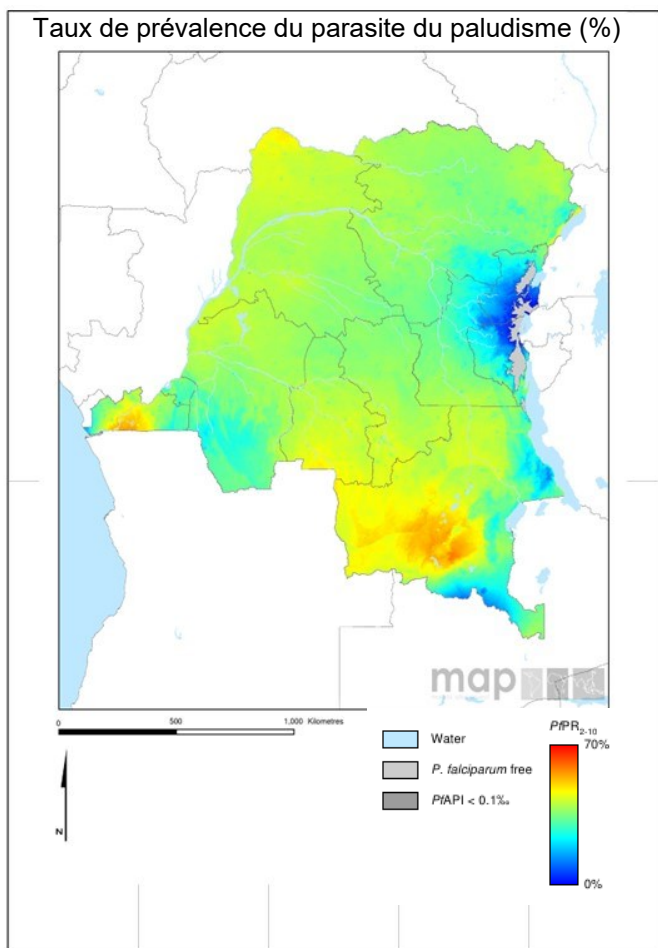 Taux de prévalence du parasite du paludisme (%)
map
0 500 1,000 Kilometres
N
Water
P. falciparum free
PfAPI < 0.1‰
PfPR2-10
70%
0%